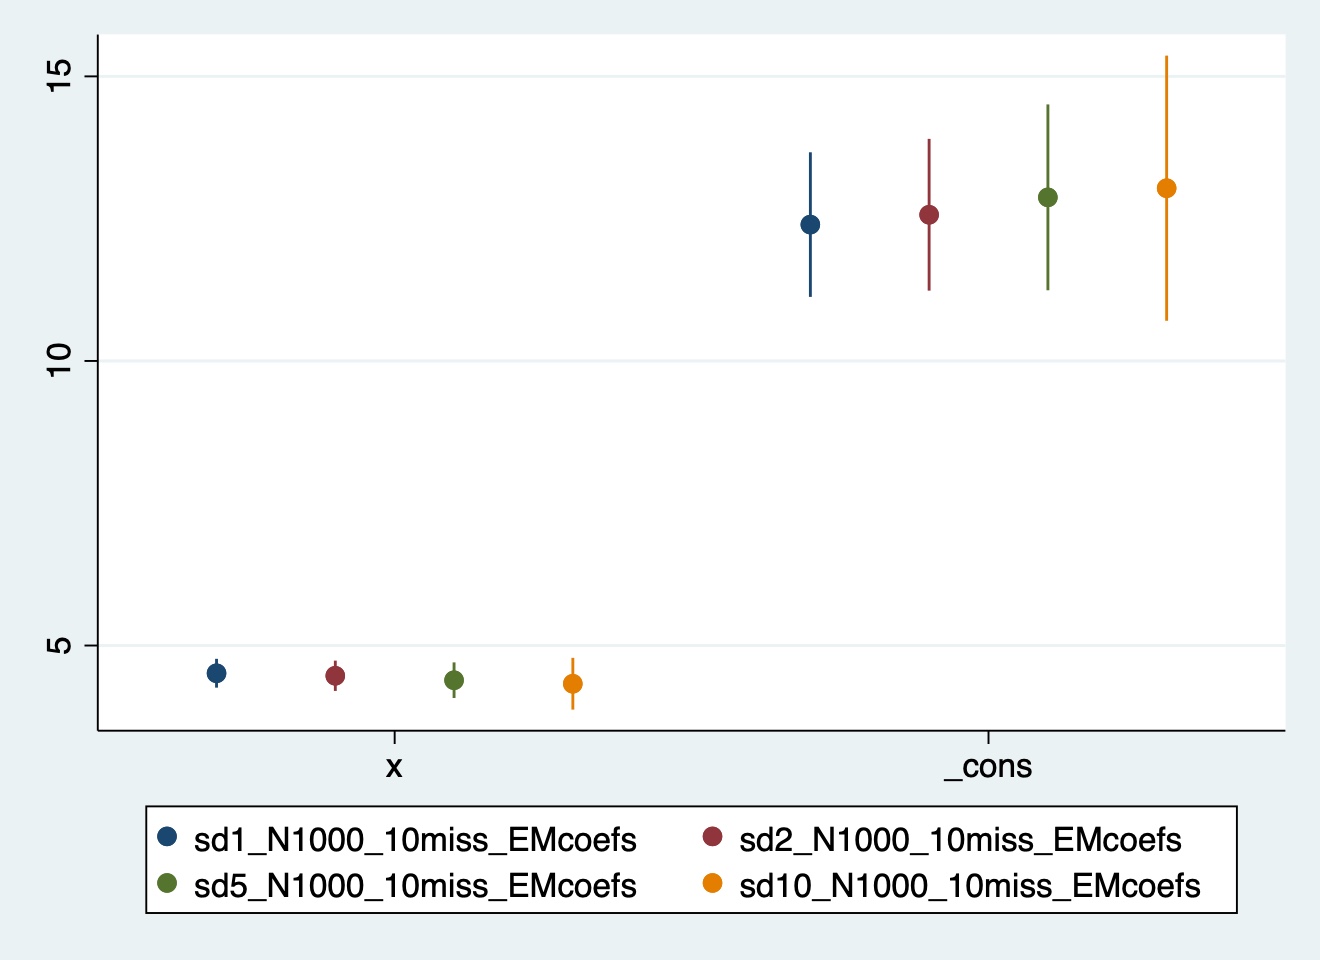 15
10
5
x _cons
sd1_N1000_10miss_EMcoefs sd2_N1000_10miss_EMcoefs
sd5_N1000_10miss_EMcoefs sd10_N1000_10miss_EMcoefs